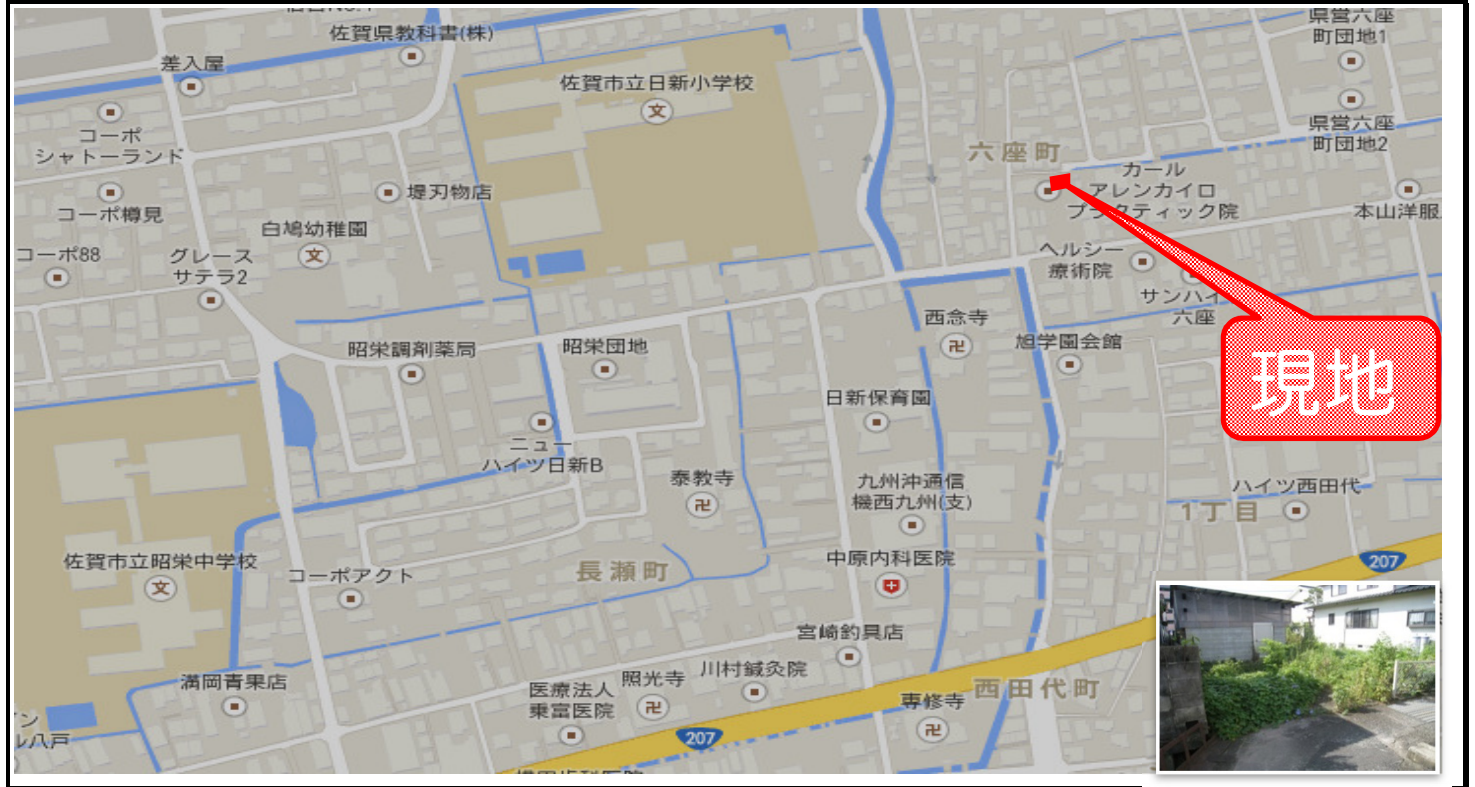 佐賀県教科書(株)
差入屋
コーポ
シャトーランド
コーポ樽見
コーポ88
グレース
サテラ2
堤刃物店
白鳩幼稚園
佐賀市立日新小学校
県営六座
町団地1
県営六座
町団地2
六座町
カール
アレンカイロ
プラクティック院
本山洋服
ヘルシー
療術院
サンハイ
六座
現地
西念寺
旭学園会館
昭栄調剤薬局
昭栄団地
日新保育園
ニュー
ハイツ日新B
泰教寺
九州沖通信
機西九州(支)
ハイツ西田代
1丁目
佐賀市立昭栄中学校
コーポアクト
長瀬町
中原内科医院
207
宮崎釣具店
満岡青果店
医療法人
乗富医院
照光寺
川村鍼灸院
西田代町
専修寺
ン
ル八戸
207